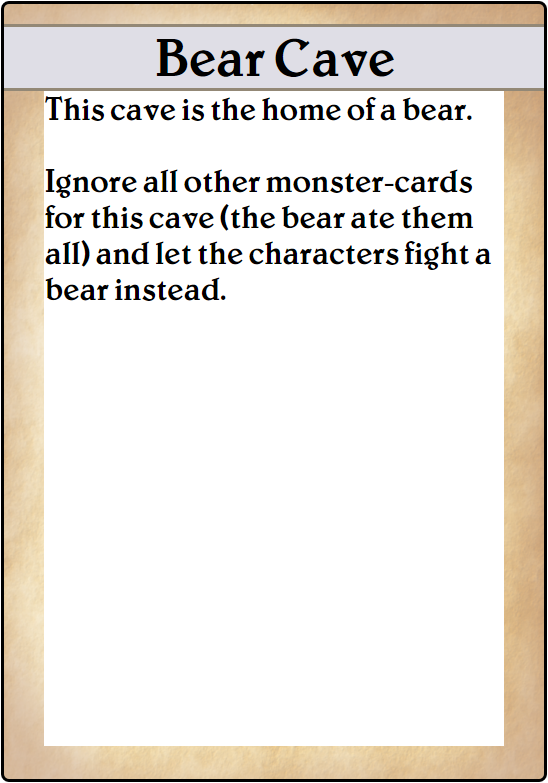 Bear Cave
This cave is the home of a bear.
Ignore all other monster-cards
for this cave (the bear ate them
all) and let the characters fight a
bear instead.